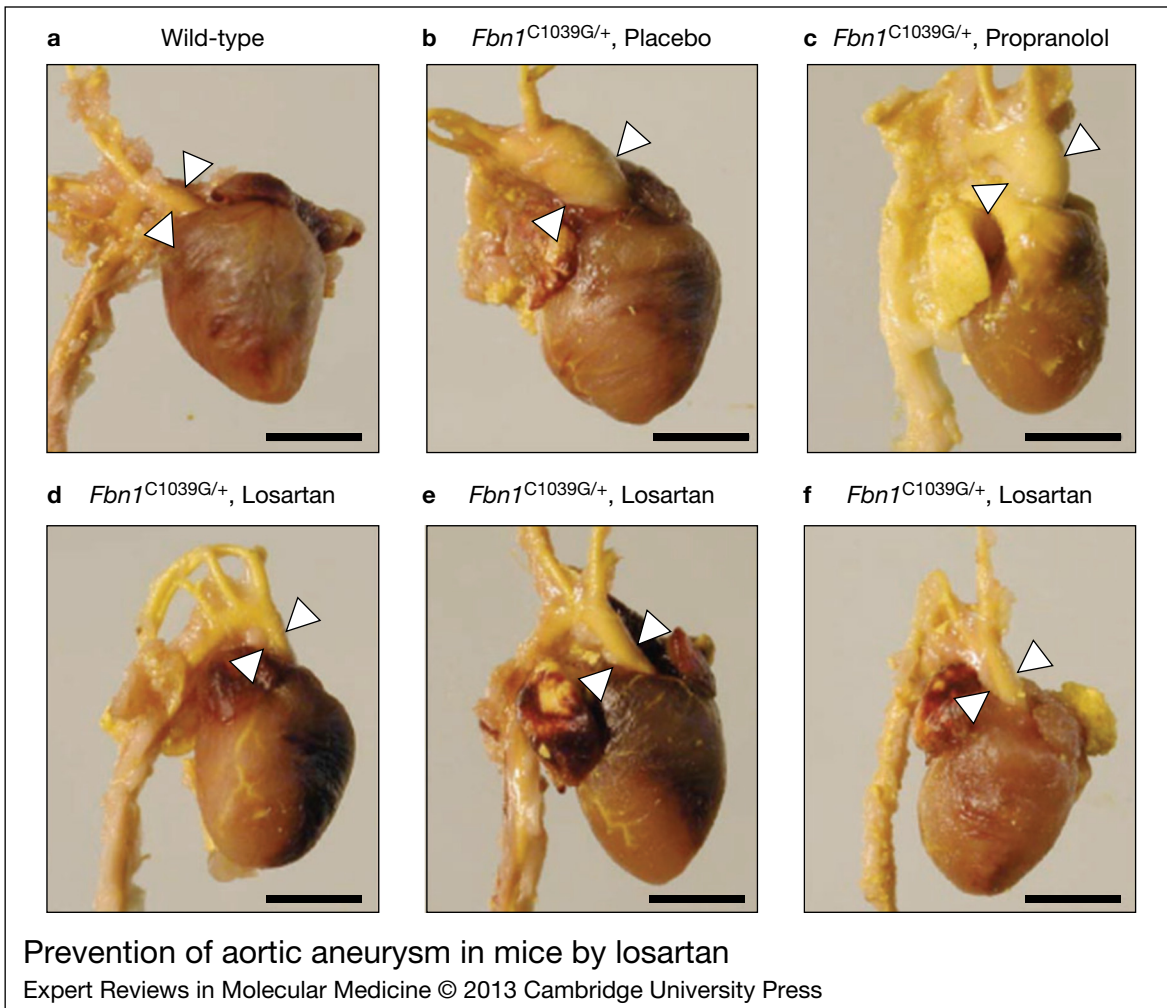 a Wild-type
b Fbn1C1039G/+, Placebo
c Fbn1C1039G/+, Propranolol
d Fbn1C1039G/+, Losartan
e Fbn1C1039G/+, Losartan
f Fbn1C1039G/+, Losartan
Prevention of aortic aneurysm in mice by losartan
Expert Reviews in Molecular Medicine © 2013 Cambridge University Press